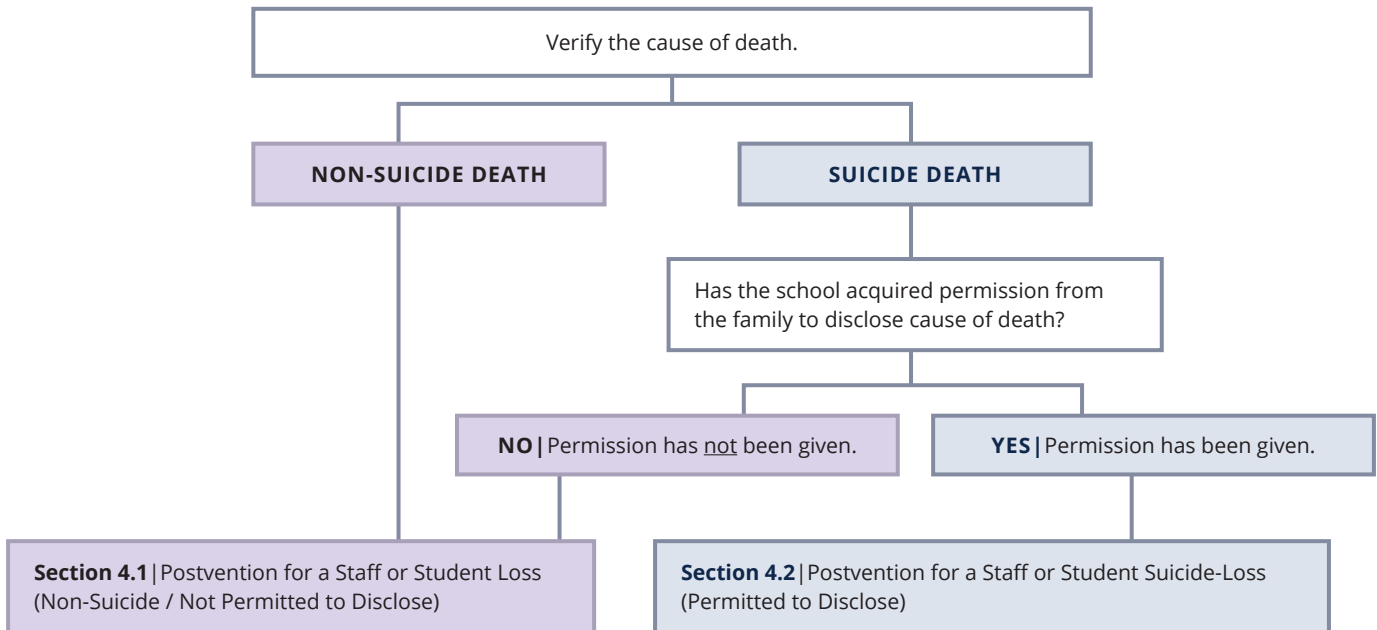 Verify the cause of death.
NON-SUICIDE DEATH
SUICIDE DEATH
Has the school acquired permission from
the family to disclose cause of death?
NO|Permission has not been given.
YES|Permission has been given.
Section 4.1|Postvention for a Staff or Student Loss
(Non-Suicide / Not Permitted to Disclose)
Section 4.2|Postvention for a Staff or Student Suicide-Loss
(Permitted to Disclose)